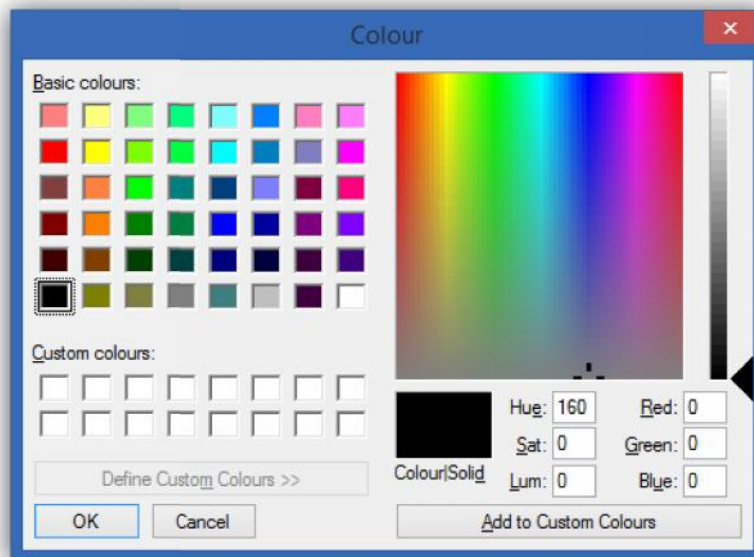 Colour
Basic colours:
Custom colours:
Define Custom Colours >>
OK
Cancel
Colour|Solid
Hue: 160
Sat: 0
Lum: 0
Red: 0
Green: 0
Blue: 0
Add to Custom Colours